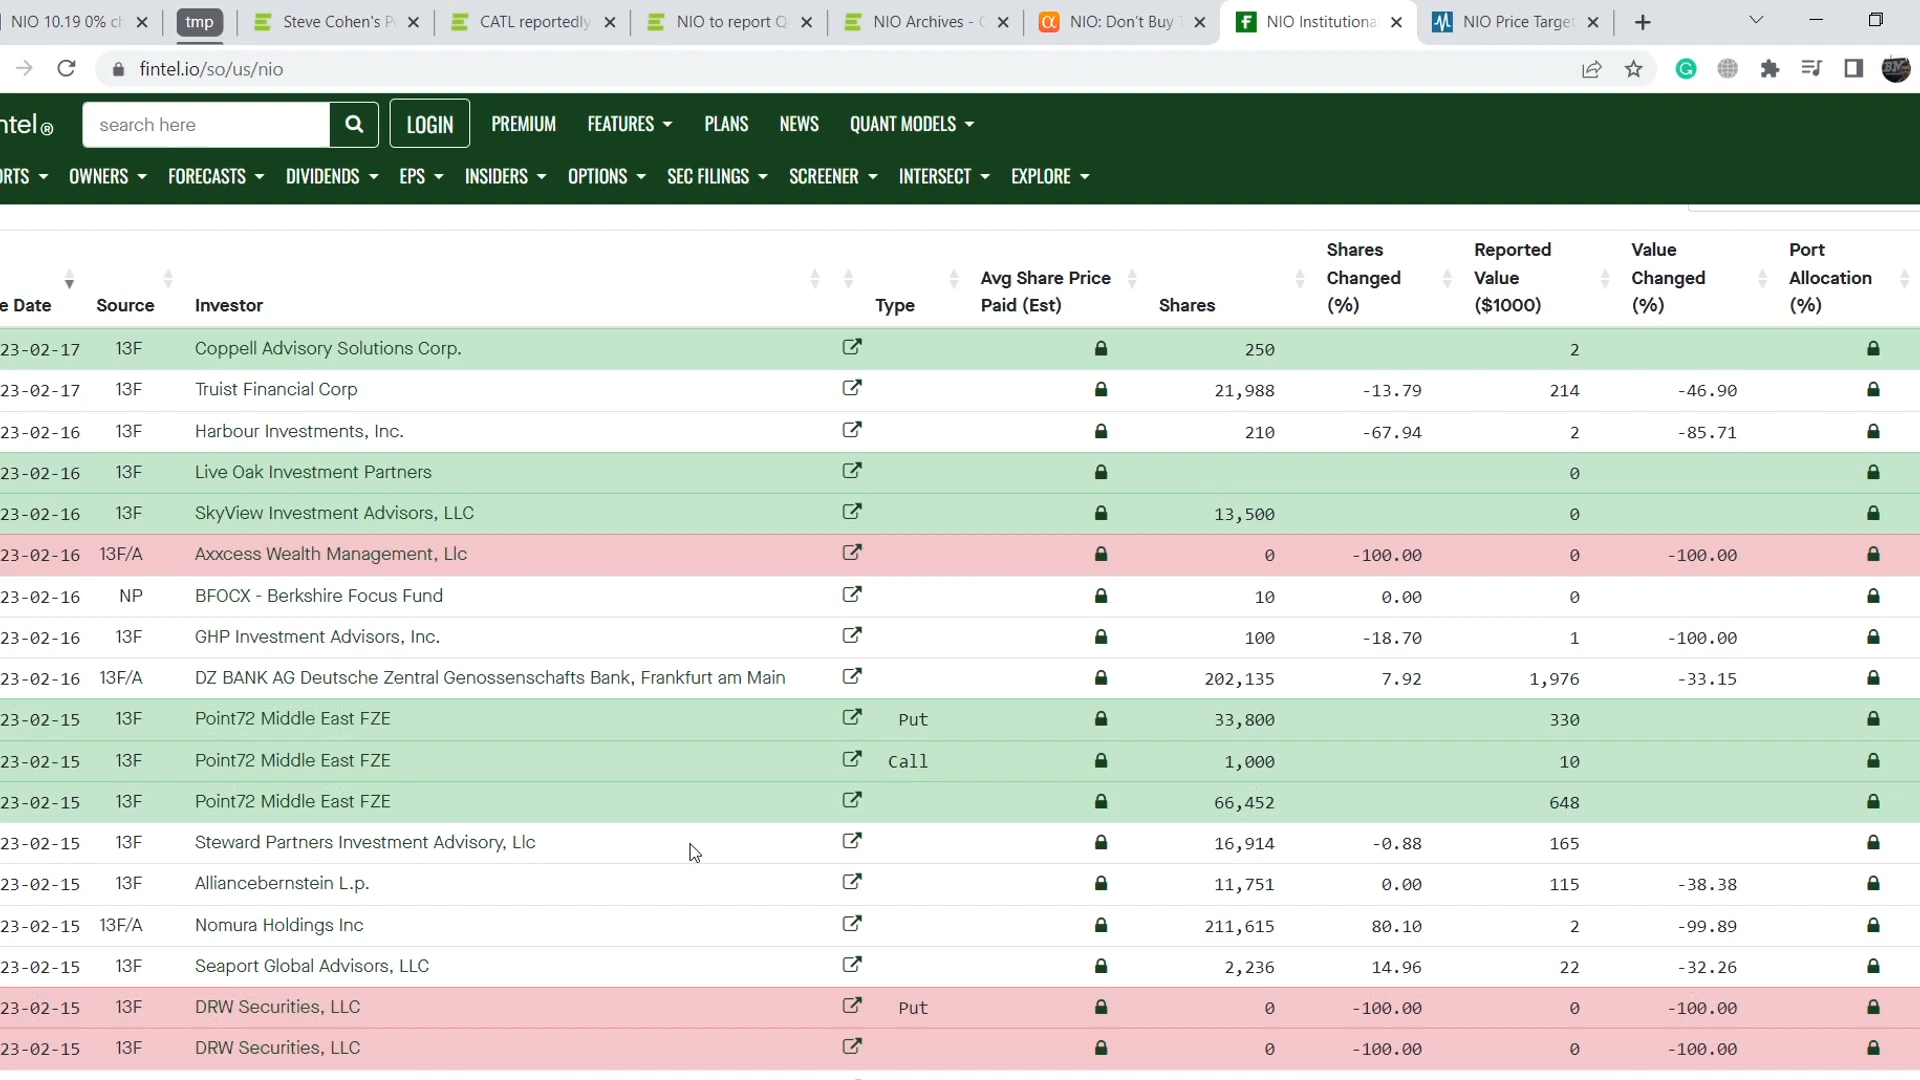 NIO 10.19 0% ch
tmp
Steve Cohen's P
CATL reportedly
NIO to report Q
NIO Archives - C
NIO: Don't Buy T
NIO Institutiona
NIO Price Target
fintel.io/so/us/nio
ntel®
search here
LOGIN
PREMIUM
FEATURES
PLANS
NEWS
QUANT MODELS
ORTS
OWNERS
FORECASTS
DIVIDENDS
EPS
INSIDERS
OPTIONS
SEC FILINGS
SCREENER
INTERSECT
EXPLORE
e Date Source Investor Type Avg Share Price Paid (Est) Shares Shares Changed (%) Reported Value ($1000) Value Changed (%) Port Allocation (%)
23-02-17 13F Coppell Advisory Solutions Corp. 250 2
23-02-17 13F Truist Financial Corp 21,988 -13.79 214 -46.90
23-02-16 13F Harbour Investments, Inc. 210 -67.94 2 -85.71
23-02-16 13F Live Oak Investment Partners 0
23-02-16 13F SkyView Investment Advisors, LLC 13,500 0
23-02-16 13F/A Axxcess Wealth Management, Llc 0 -100.00 0 -100.00
23-02-16 NP BFOCX - Berkshire Focus Fund 10 0.00 0
23-02-16 13F GHP Investment Advisors, Inc. 100 -18.70 1 -100.00
23-02-16 13F/A DZ BANK AG Deutsche Zentral Genossenschafts Bank, Frankfurt am Main 202,135 7.92 1,976 -33.15
23-02-15 13F Point72 Middle East FZE Put 33,800 330
23-02-15 13F Point72 Middle East FZE Call 1,000 10
23-02-15 13F Point72 Middle East FZE 66,452 648
23-02-15 13F Steward Partners Investment Advisory, Llc 16,914 -0.88 165
23-02-15 13F Alliancebernstein L.p. 11,751 0.00 115 -38.38
23-02-15 13F/A Nomura Holdings Inc 211,615 80.10 2 -99.89
23-02-15 13F Seaport Global Advisors, LLC 2,236 14.96 22 -32.26
23-02-15 13F DRW Securities, LLC Put 0 -100.00 0 -100.00
23-02-15 13F DRW Securities, LLC 0 -100.00 0 -100.00